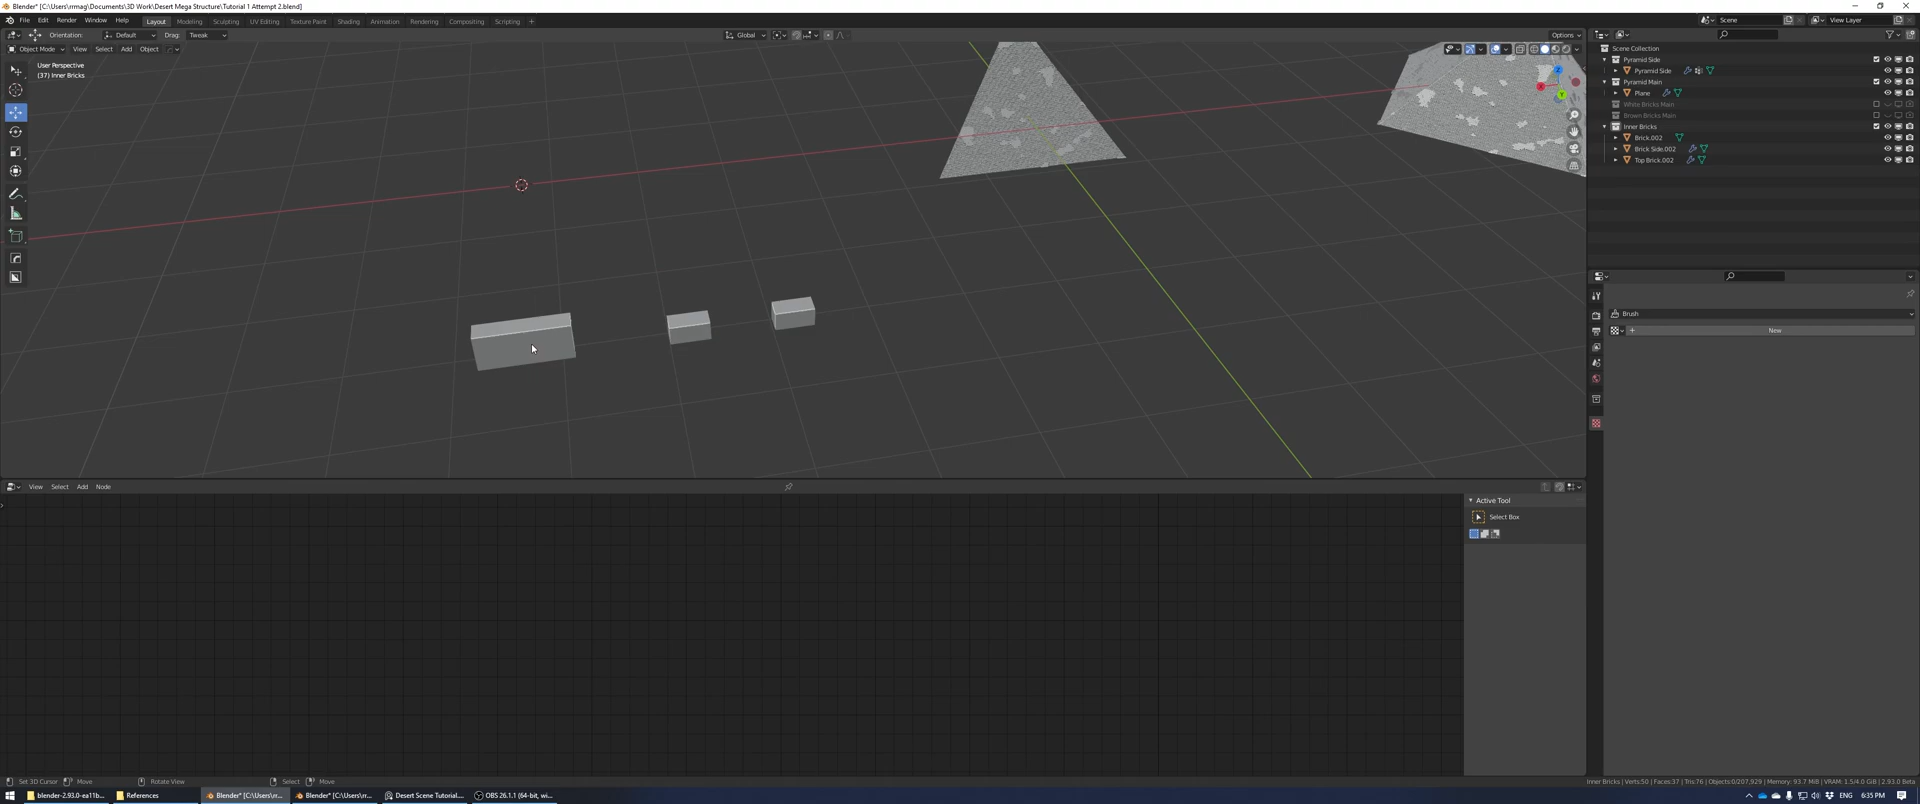 Blender* [C:\Users\rrmag\Documents\3D Work\Desert Mega Structure\Tutorial 1 Attempt 2.blend]
File Edit Render Window Help Layout Modeling Sculpting UV Editing Texture Paint Shading Animation Rendering Compositing Scripting + Scene View Layer
Orientation: Default Drag: Tweak Global Options
Object Mode View Select Add Object
User Perspective
(37) Inner Bricks
Scene Collection
Pyramid Side
Pyramid Side
Pyramid Main
Plane
White Bricks Main
Brown Bricks Main
Inner Bricks
Brick.002
Brick Side.002
Top Brick.002
X
Y
Z
Brush
+ New
View Select Add Node
Active Tool
Select Box
Set 3D Cursor Move Rotate View Select Move
Inner Bricks | Verts:50 | Faces:37 | Tris:76 | Objects:0/207,929 | Memory: 93.7 MiB | VRAM: 1.5/4.0 GiB | 2.93.0 Beta
blender-2.93.0-ea11b... References Blender* [C:\Users\rr... Blender* [C:\Users\rr... Desert Scene Tutorial.... OBS 26.1.1 (64-bit, wi... ENG 6:35 PM